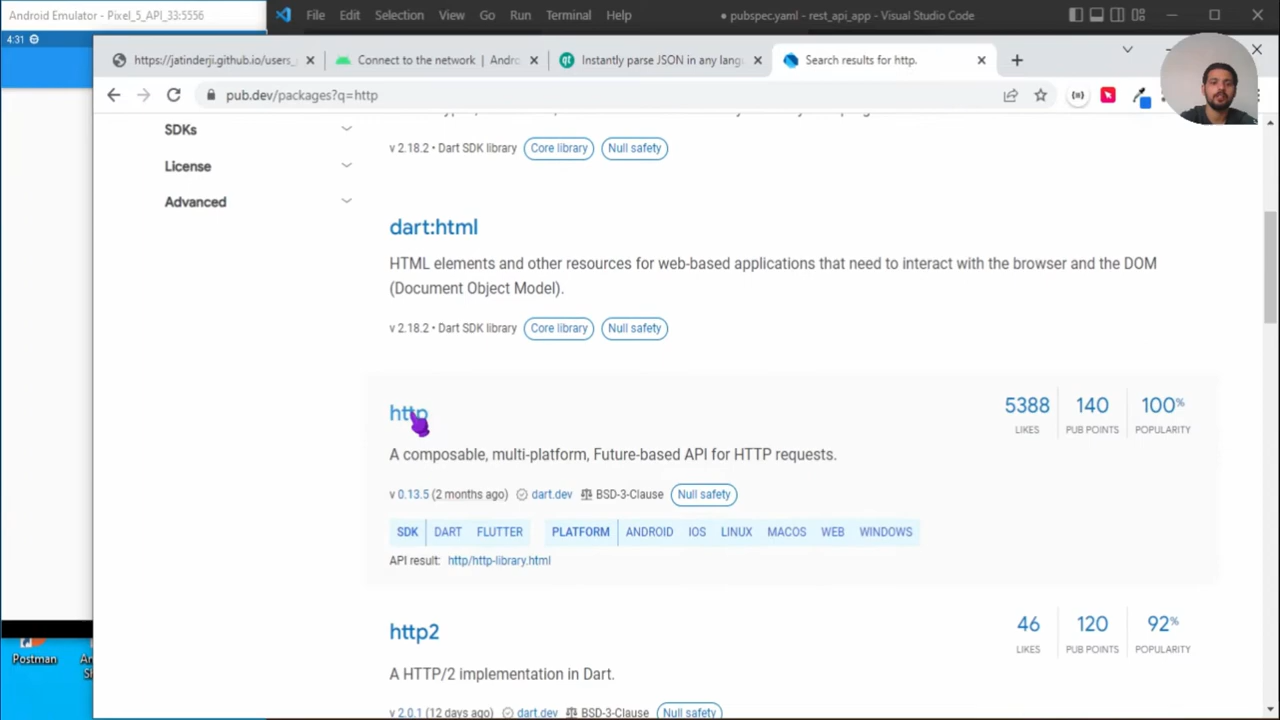 Android Emulator - Pixel_5_API_33:5556
File Edit Selection View Go Run Terminal Help
● pubspec.yaml - rest_api_app - Visual Studio Code
4:31
https://jatinderji.github.io/users_
Connect to the network | Andro
Instantly parse JSON in any langu
Search results for http.
pub.dev/packages?q=http
SDKs
License
Advanced
v 2.18.2 • Dart SDK library Core library Null safety
dart:html
HTML elements and other resources for web-based applications that need to interact with the browser and the DOM
(Document Object Model).
v 2.18.2 • Dart SDK library Core library Null safety
http
5388 140 100%
LIKES PUB POINTS POPULARITY
A composable, multi-platform, Future-based API for HTTP requests.
v 0.13.5 (2 months ago) dart.dev BSD-3-Clause Null safety
SDK DART FLUTTER PLATFORM ANDROID IOS LINUX MACOS WEB WINDOWS
API result: http/http-library.html
http2
46 120 92%
LIKES PUB POINTS POPULARITY
A HTTP/2 implementation in Dart.
v 2.0.1 (12 days ago) dart.dev BSD-3-Clause Null safety
Postman